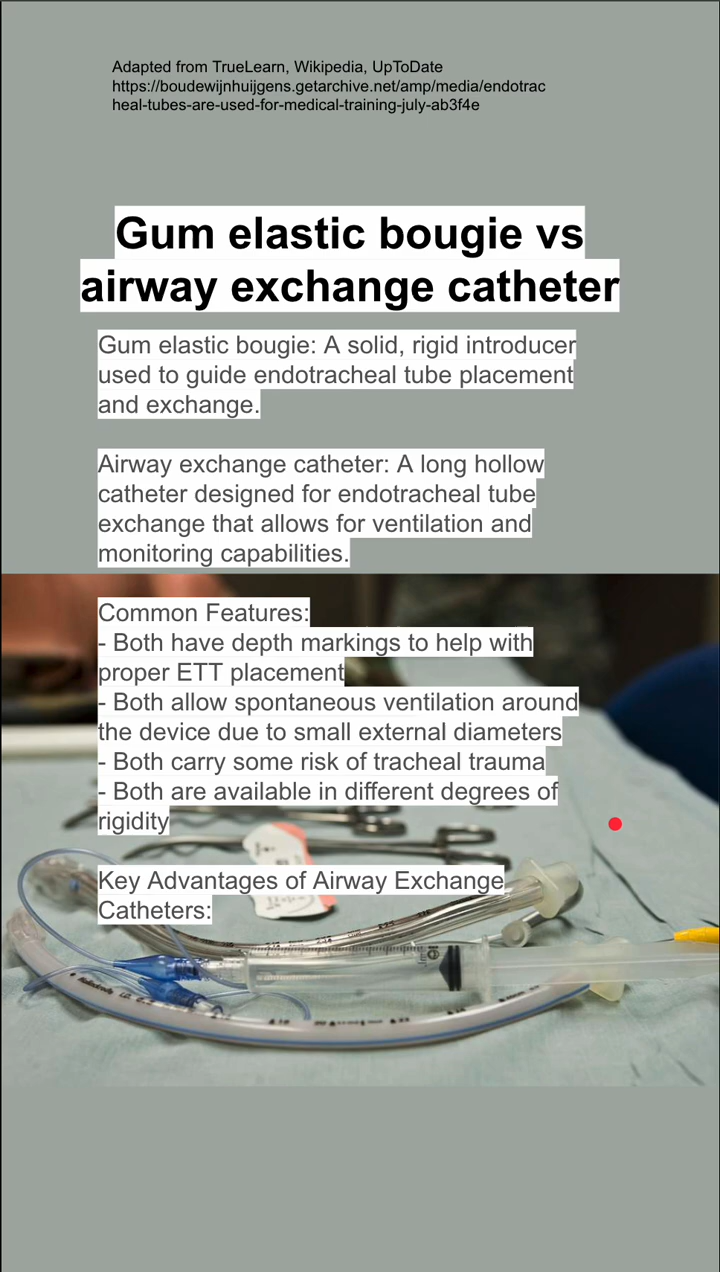 Adapted from TrueLearn, Wikipedia, UpToDate
https://boudewijnhuijgens.getarchive.net/amp/media/endotrac
heal-tubes-are-used-for-medical-training-july-ab3f4e
Gum elastic bougie vs
airway exchange catheter
Gum elastic bougie: A solid, rigid introducer
used to guide endotracheal tube placement
and exchange.
Airway exchange catheter: A long hollow
catheter designed for endotracheal tube
exchange that allows for ventilation and
monitoring capabilities.
Common Features:
- Both have depth markings to help with
proper ETT placement
- Both allow spontaneous ventilation around
the device due to small external diameters
- Both carry some risk of tracheal trauma
- Both are available in different degrees of
rigidity
Key Advantages of Airway Exchange
Catheters: